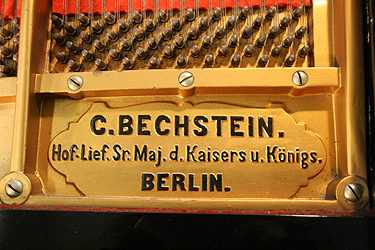 C.BECHSTEIN.
Hof-Lief. Sr. Maj. d. Kaisers u. Königs.
BERLIN.